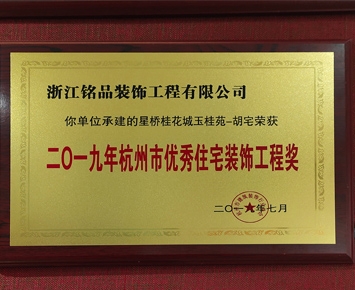 浙江铭品装饰工程有限公司
你单位承建的星桥桂花城玉桂苑-胡宅荣获
二〇一九年杭州市优秀住宅装饰工程奖
二〇一 年七月